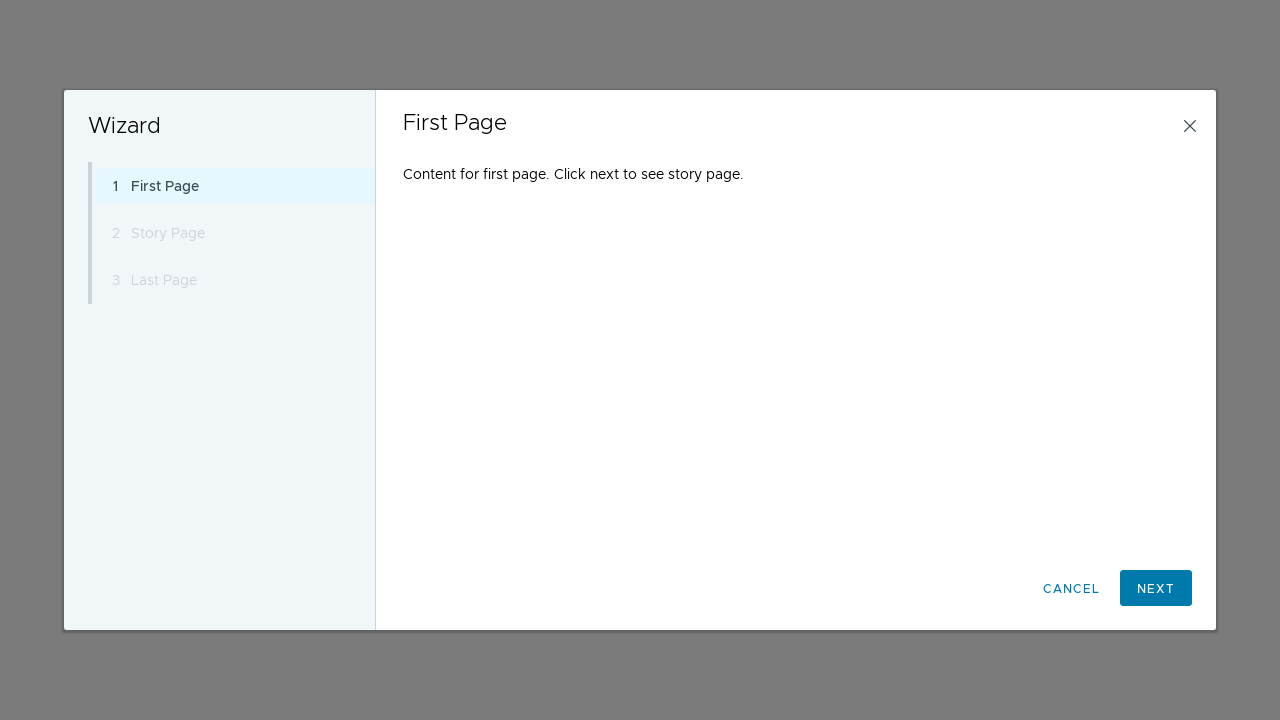 Wizard
1 First Page
2 Story Page
3 Last Page
First Page
Content for first page. Click next to see story page.
CANCEL
NEXT